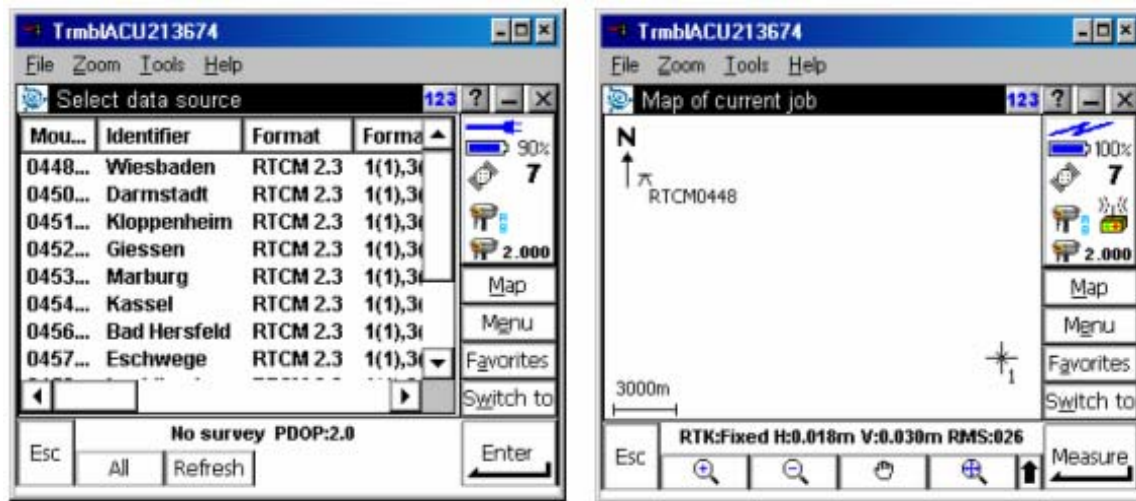 TrmblACU213674
File Zoom Tools Help
Select data source 123 ?
Mou... Identifier Format Forma
0448... Wiesbaden RTCM 2.3 1(1),3(
0450... Darmstadt RTCM 2.3 1(1),3(
0451... Kloppenheim RTCM 2.3 1(1),3(
0452... Giessen RTCM 2.3 1(1),3(
0453... Marburg RTCM 2.3 1(1),3(
0454... Kassel RTCM 2.3 1(1),3(
0456... Bad Hersfeld RTCM 2.3 1(1),3(
0457... Eschwege RTCM 2.3 1(1),3(
90%
7
2.000
Map
Menu
Favorites
Switch to
No survey PDOP:2.0
Esc All Refresh Enter
TrmblACU213674
File Zoom Tools Help
Map of current job 123 ?
N
RTCM0448
1
3000m
100%
7
2.000
Map
Menu
Favorites
Switch to
RTK:Fixed H:0.018m V:0.030m RMS:026
Esc Measure